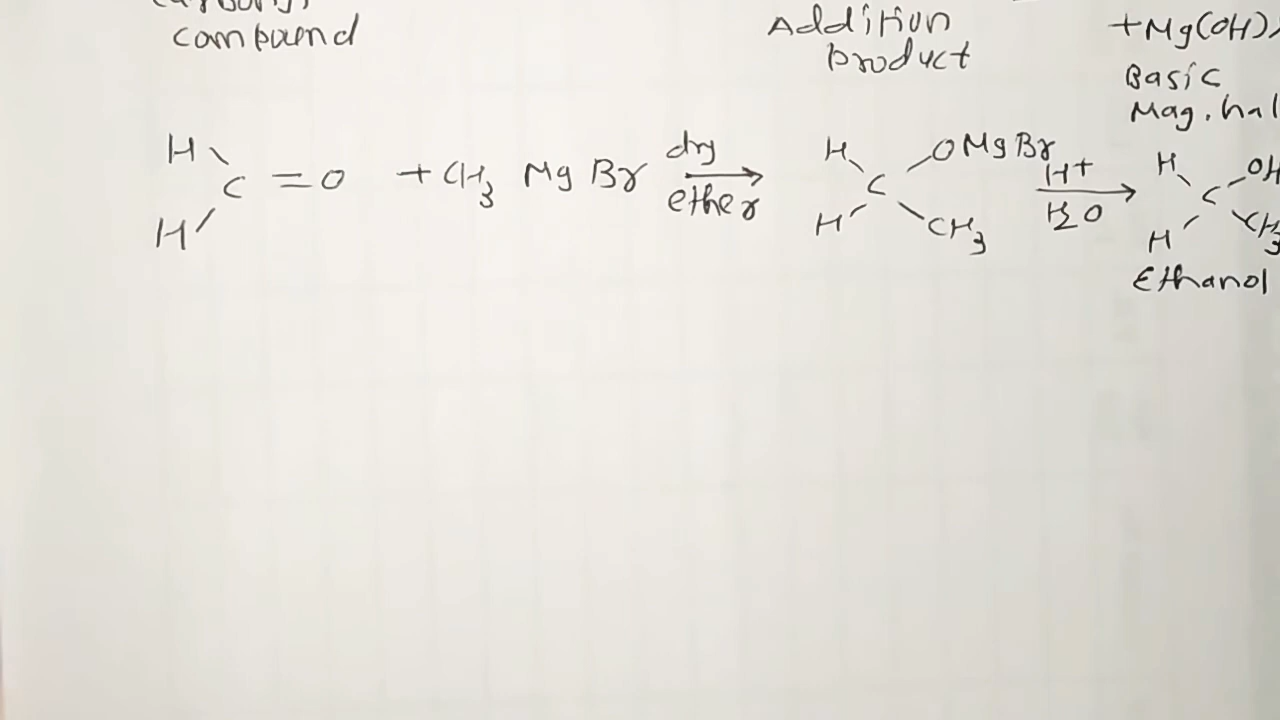 compound
Addition
product
+Mg(OH)
Basic
Mag. hal
H H C =O + CH3 MgBr dry ether H H C OMgBr CH3 H+ H2O H H C OH CH3
Ethanol